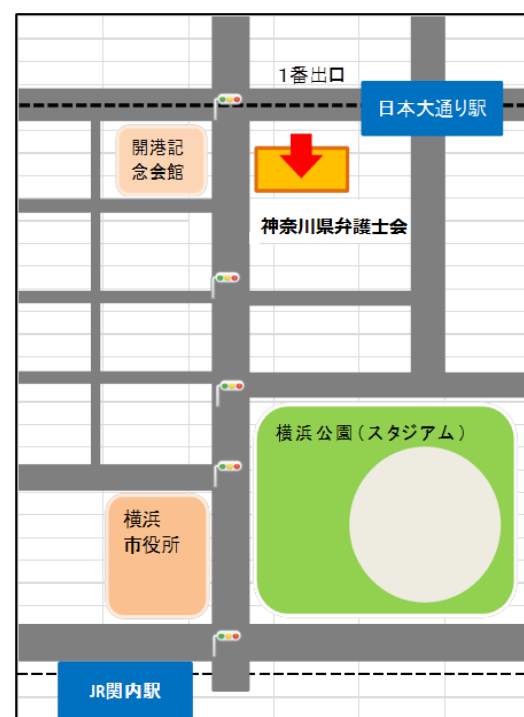 1番出口
日本大通り駅
開港記
念会館
神奈川県弁護士会
横浜公園(スタジアム)
横浜
市役所
JR関内駅